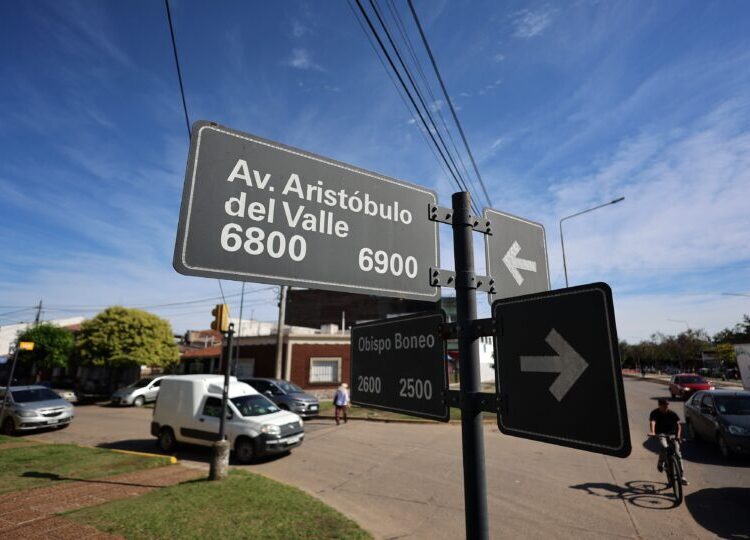 Av. Aristóbulo
del Valle
6800 6900
Obispo Boneo
2600 2500